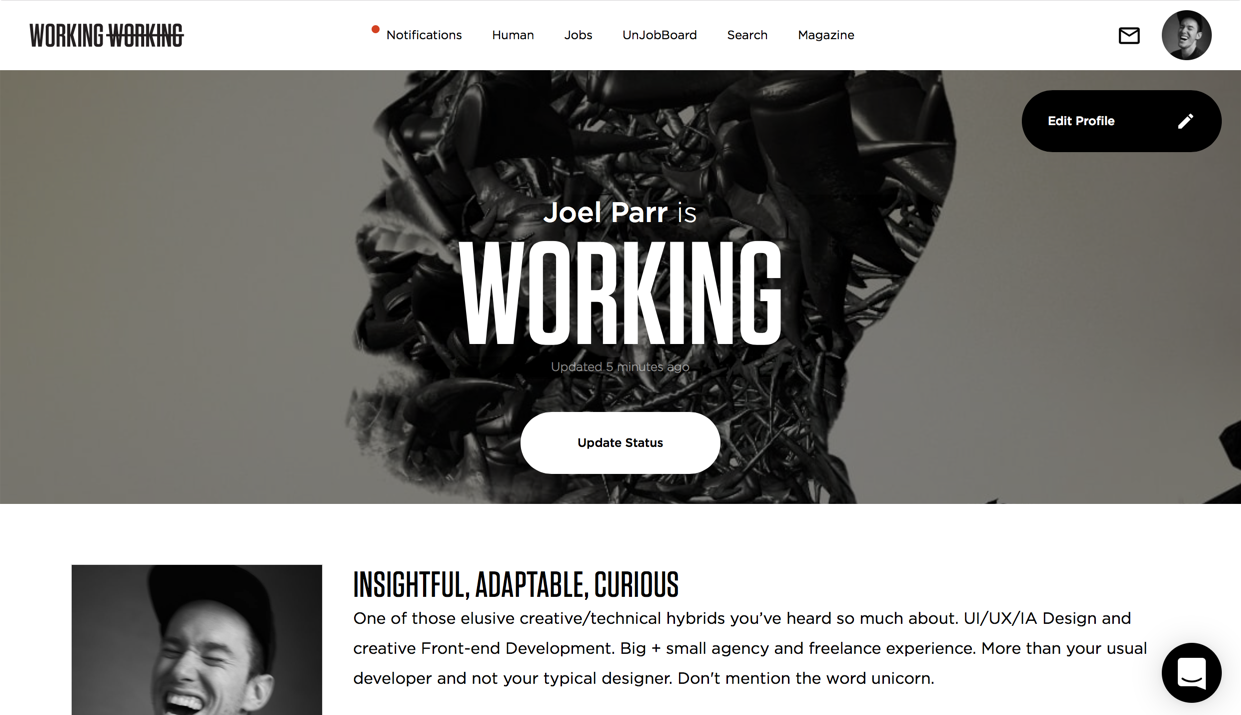 WORKING WORKING
Notifications Human Jobs UnJobBoard Search Magazine
Edit Profile
Joel Parr is
WORKING
Updated 5 minutes ago
Update Status
INSIGHTFUL, ADAPTABLE, CURIOUS
One of those elusive creative/technical hybrids you’ve heard so much about. UI/UX/IA Design and
creative Front-end Development. Big + small agency and freelance experience. More than your usual
developer and not your typical designer. Don't mention the word unicorn.